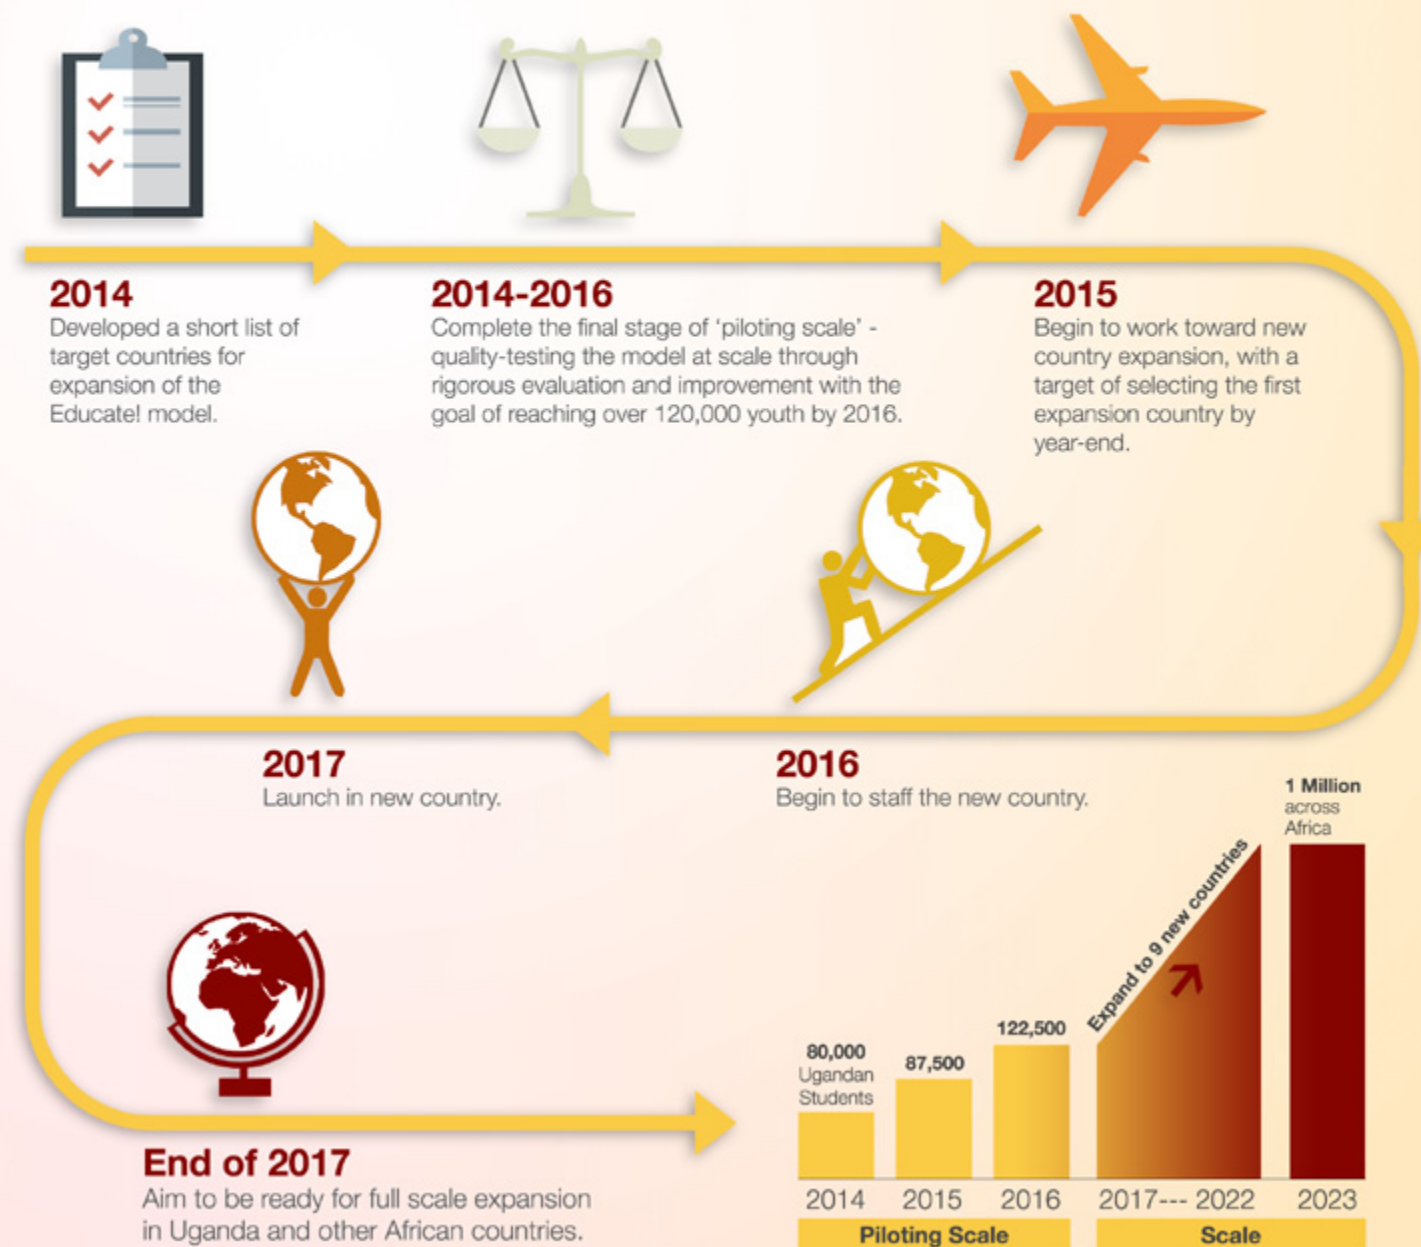 2014
Developed a short list of
target countries for
expansion of the
Educate! model.
2014-2016
Complete the final stage of ‘piloting scale’ -
quality-testing the model at scale through
rigorous evaluation and improvement with the
goal of reaching over 120,000 youth by 2016.
2015
Begin to work toward new
country expansion, with a
target of selecting the first
expansion country by
year-end.
2016
Begin to staff the new country.
2017
Launch in new country.
End of 2017
Aim to be ready for full scale expansion
in Uganda and other African countries.
80,000
Ugandan
Students
87,500
122,500
Expand to 9 new countries
1 Million
across
Africa
2014 2015 2016 2017--- 2022 2023
Piloting Scale Scale